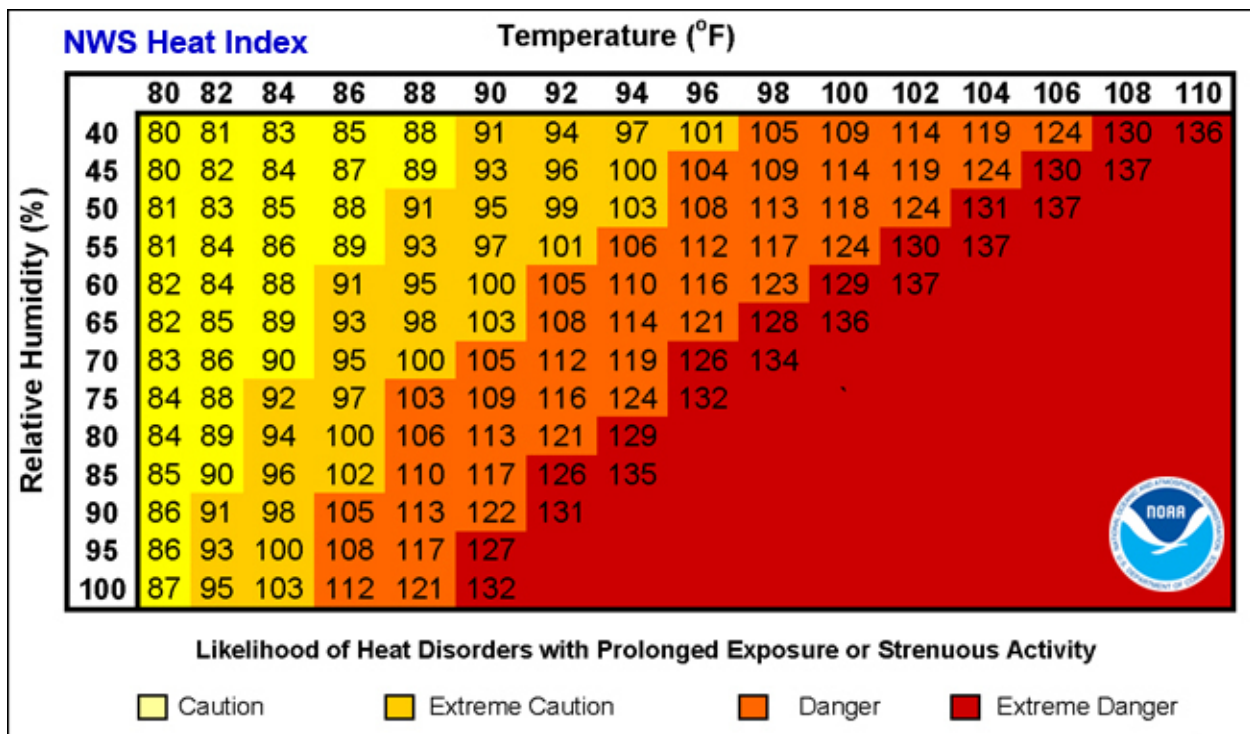 NWS Heat Index
Temperature (°F)
80 82 84 86 88 90 92 94 96 98 100 102 104 106 108 110
Relative Humidity (%)
40 80 81 83 85 88 91 94 97 101 105 109 114 119 124 130 136
45 80 82 84 87 89 93 96 100 104 109 114 119 124 130 137
50 81 83 85 88 91 95 99 103 108 113 118 124 131 137
55 81 84 86 89 93 97 101 106 112 117 124 130 137
60 82 84 88 91 95 100 105 110 116 123 129 137
65 82 85 89 93 98 103 108 114 121 128 136
70 83 86 90 95 100 105 112 119 126 134
75 84 88 92 97 103 109 116 124 132 `
80 84 89 94 100 106 113 121 129
85 85 90 96 102 110 117 126 135
90 86 91 98 105 113 122 131
95 86 93 100 108 117 127
100 87 95 103 112 121 132
NATIONAL OCEANIC AND ATMOSPHERIC ADMINISTRATION
NOAA
U.S. DEPARTMENT OF COMMERCE
Likelihood of Heat Disorders with Prolonged Exposure or Strenuous Activity
Caution Extreme Caution Danger Extreme Danger